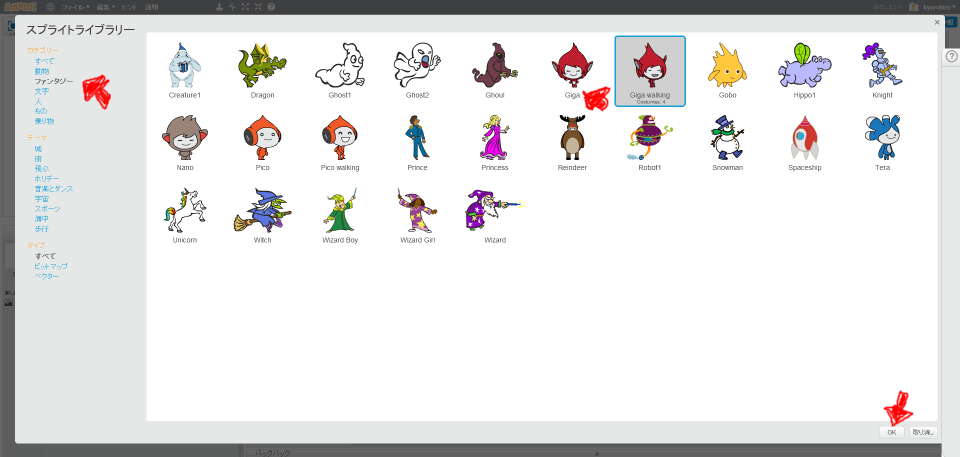 ファイル▼ 編集▼ ヒント 説明
kyumitsu▼
スプライトライブラリー
×
?
カテゴリー
すべて
動物
ファンタジー
文字
人
もの
乗り物
テーマ
城
街
飛ぶ
ホリデー
音楽とダンス
宇宙
スポーツ
海中
歩行
タイプ
すべて
ビットマップ
ベクター
Creature1 Dragon Ghost1 Ghost2 Ghoul Giga Giga walking Gobo Hippo1 Knight
Costumes: 4
Nano Pico Pico walking Prince Princess Reindeer Robot1 Snowman Spaceship Tera
Unicorn Witch Wizard Boy Wizard Girl Wizard
OK 取り消し
バックパック